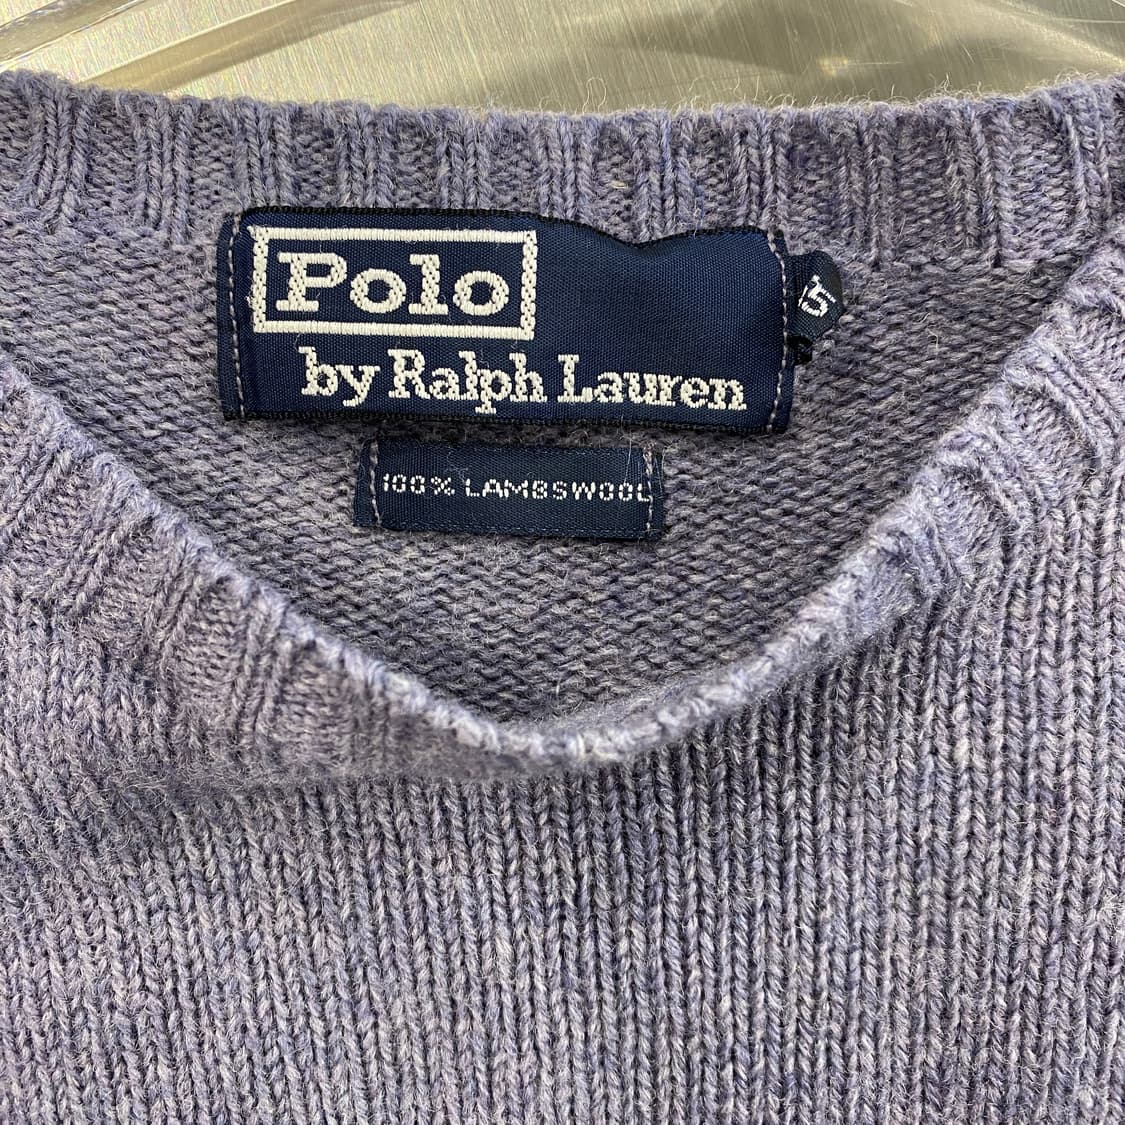 Polo
by Ralph Lauren
100% LAMBSWOOL